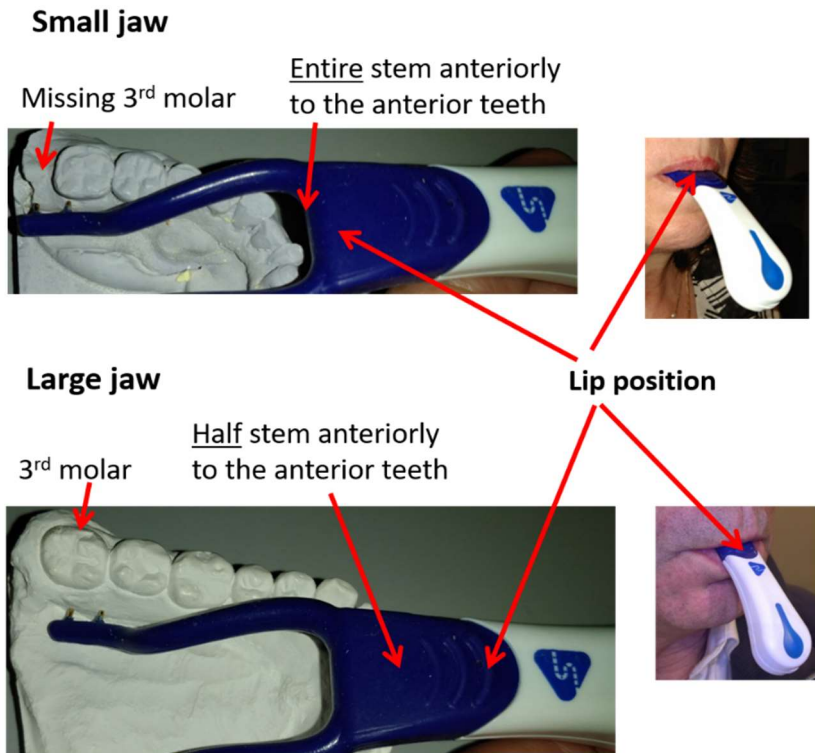 Small jaw
Missing 3rd molar
Entire stem anteriorly
to the anterior teeth
Lip position
Large jaw
Half stem anteriorly
to the anterior teeth
3rd molar